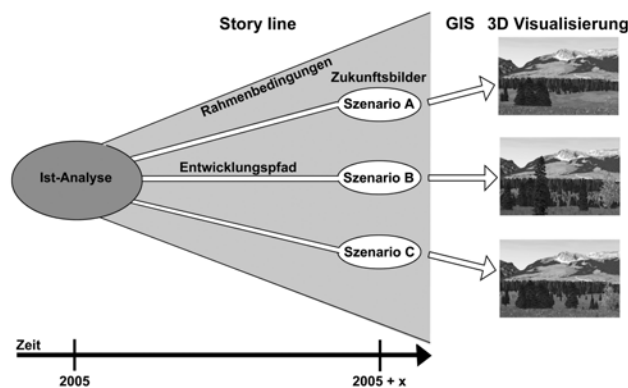 Story line
GIS
3D Visualisierung
Rahmenbedingungen
Zukunftsbilder
Szenario A
Ist-Analyse
Entwicklungspfad
Szenario B
Szenario C
Zeit
2005
2005 + x